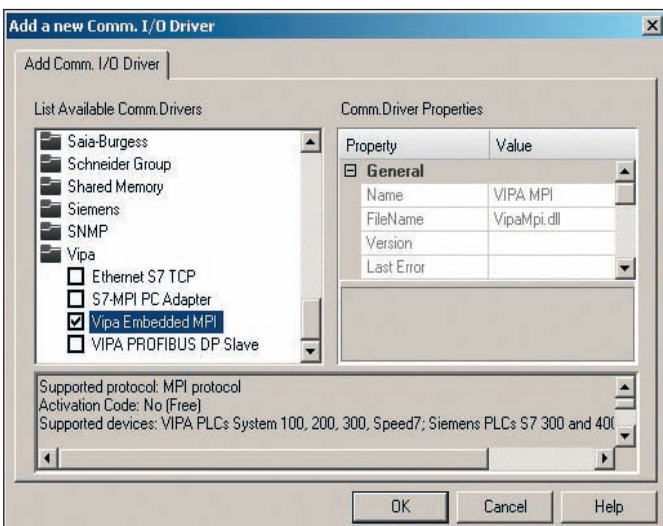 Add a new Comm. I/O Driver
Add Comm. I/O Driver
List Available Comm.Drivers
Saia-Burgess
Schneider Group
Shared Memory
Siemens
SNMP
Vipa
Ethernet S7 TCP
S7-MPI PC Adapter
Vipa Embedded MPI
VIPA PROFIBUS DP Slave
Comm.Driver Properties
Property Value
General
Name VIPA MPI
FileName VipaMpi.dll
Version
Last Error
Supported protocol: MPI protocol
Activation Code: No (Free)
Supported devices: VIPA PLCs System 100, 200, 300, Speed7; Siemens PLCs S7 300 and
OK Cancel Help